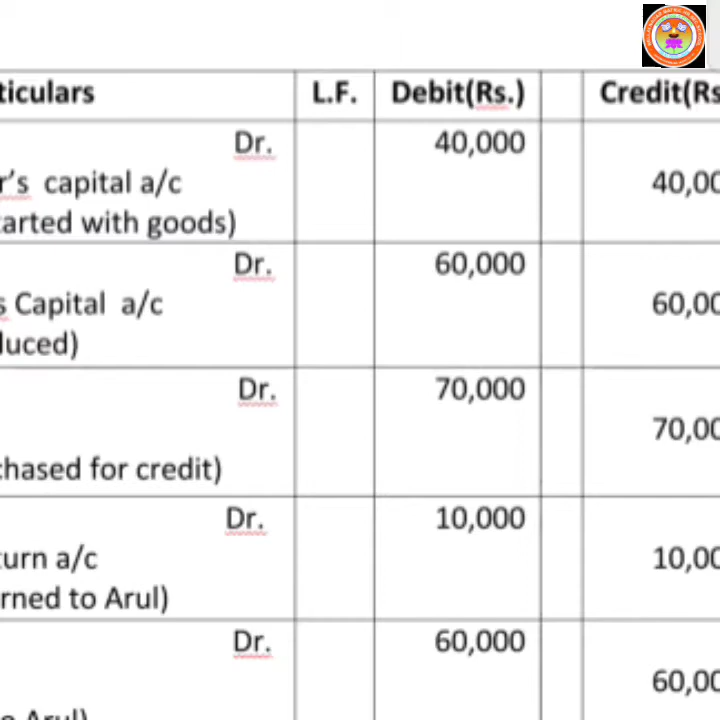 ticulars L.F. Debit(Rs.) Credit(Rs
Dr. 40,000
r's capital a/c 40,00
tarted with goods)
Dr. 60,000
s Capital a/c 60,00
duced)
Dr. 70,000
70,00
chased for credit)
Dr. 10,000
turn a/c 10,00
rned to Arul)
Dr. 60,000
60,00
o Arul)